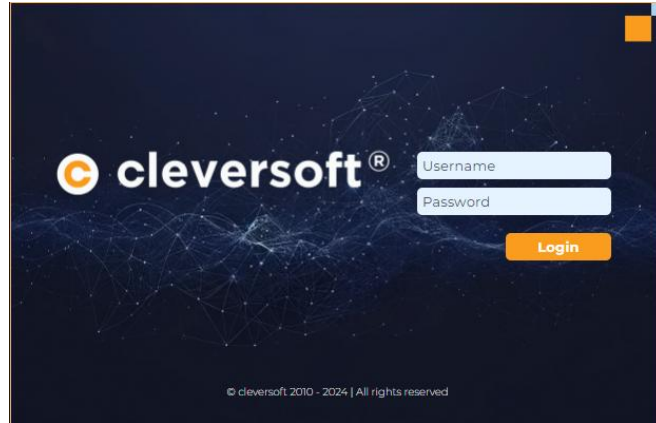 c cleversoft®
Username
Password
Login
© cleversoft 2010 - 2024 | All rights reserved